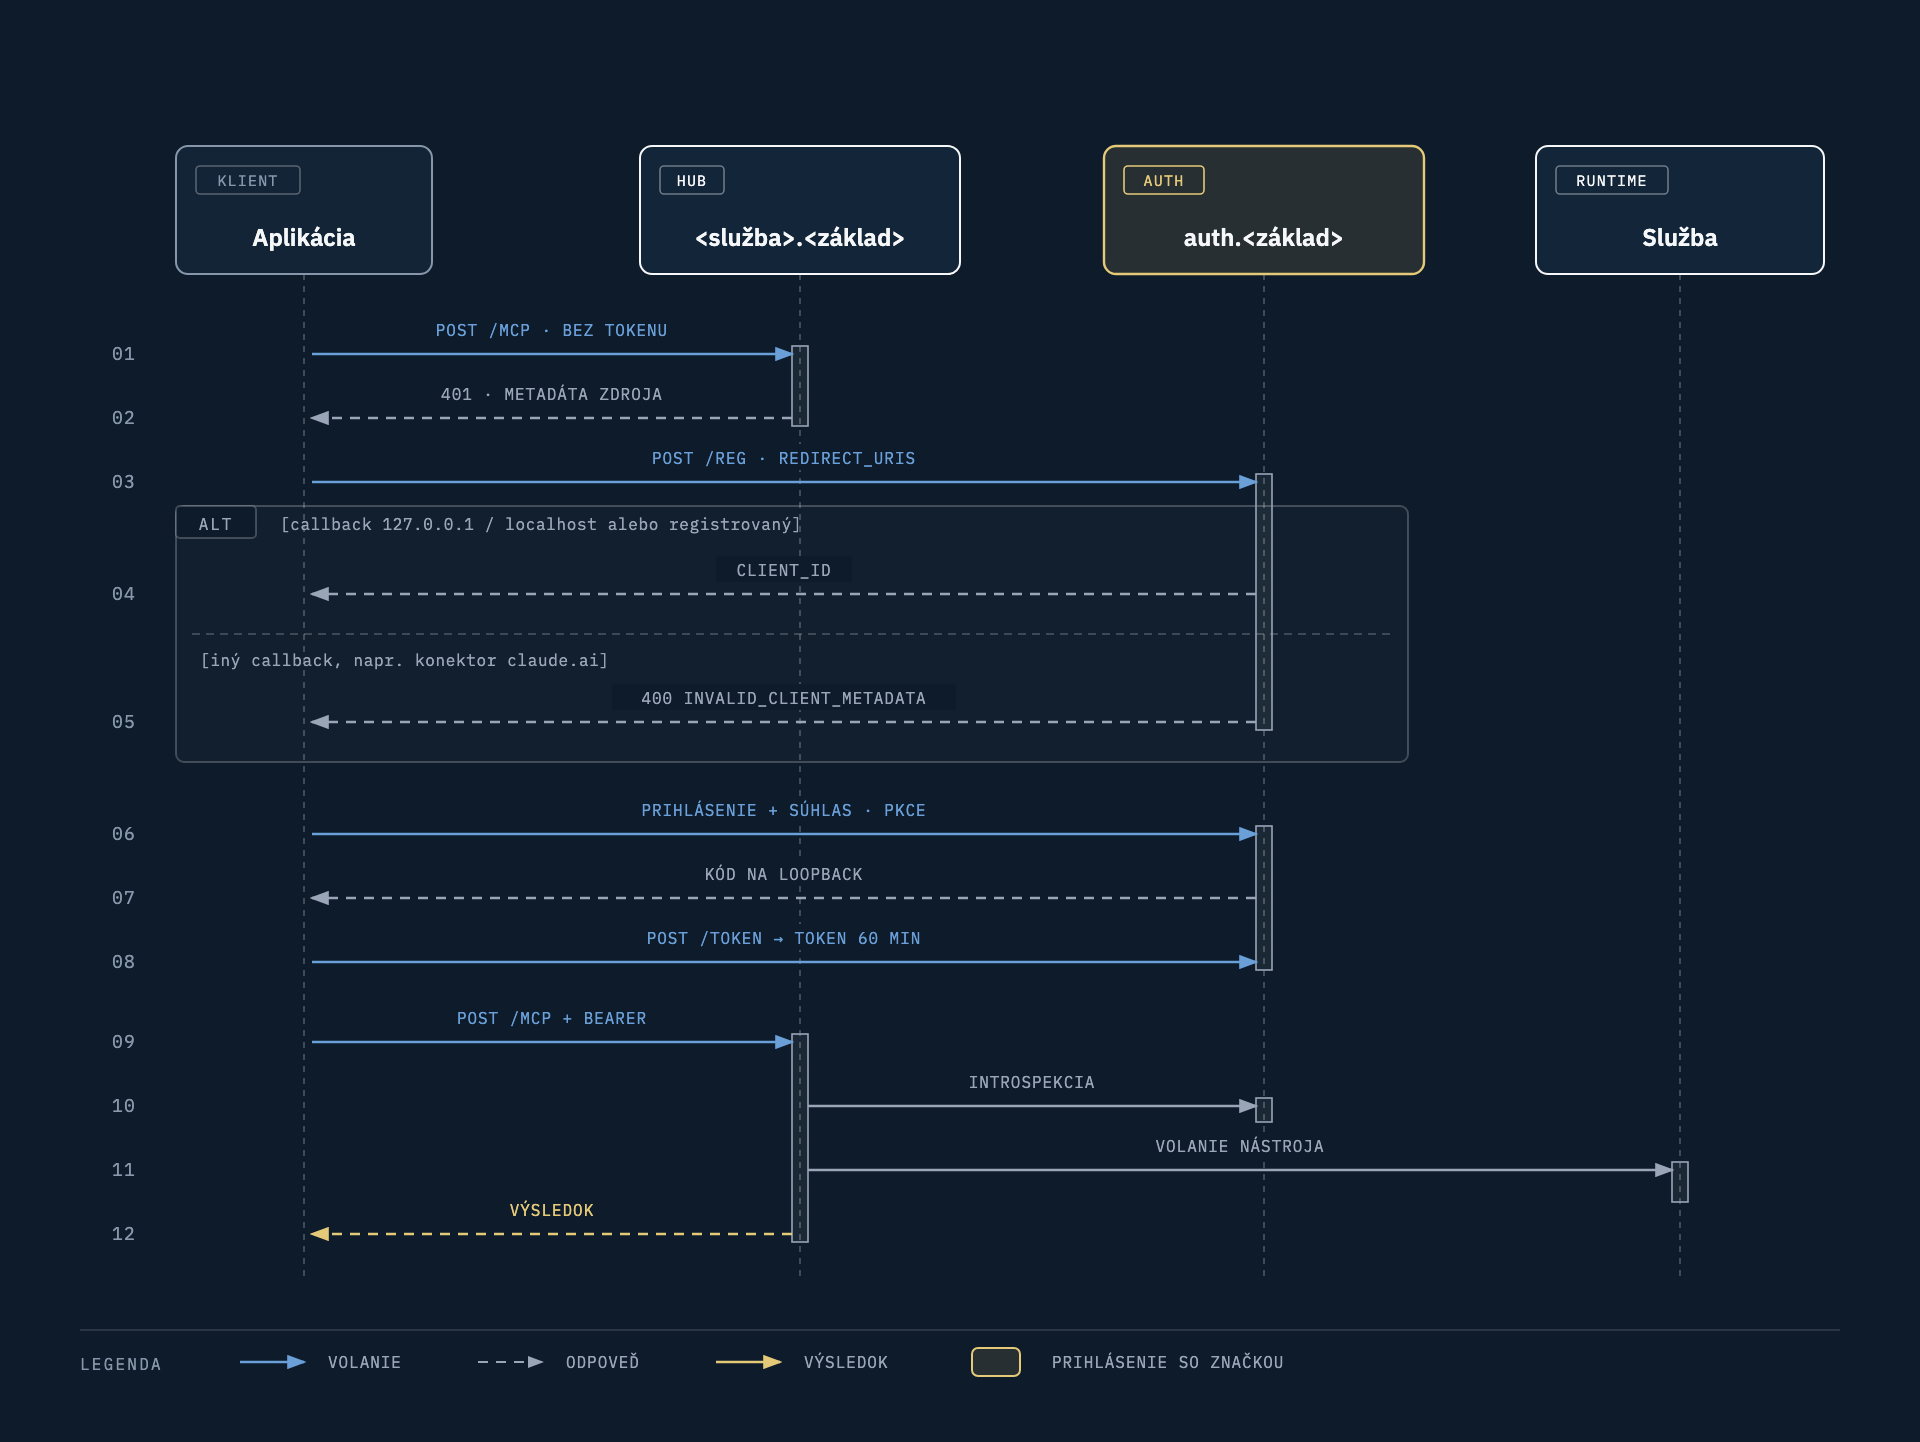 KLIENT
Aplikácia
HUB
<služba>.<základ>
AUTH
auth.<základ>
RUNTIME
Služba
POST /MCP · BEZ TOKENU
01
401 · METADÁTA ZDROJA
02
POST /REG · REDIRECT_URIS
03
ALT [callback 127.0.0.1 / localhost alebo registrovaný]
CLIENT_ID
04
[iný callback, napr. konektor claude.ai]
400 INVALID_CLIENT_METADATA
05
PRIHLÁSENIE + SÚHLAS · PKCE
06
KÓD NA LOOPBACK
07
POST /TOKEN → TOKEN 60 MIN
08
POST /MCP + BEARER
09
INTROSPEKCIA
10
VOLANIE NÁSTROJA
11
VÝSLEDOK
12
LEGENDA VOLANIE ODPOVEĎ VÝSLEDOK PRIHLÁSENIE SO ZNAČKOU